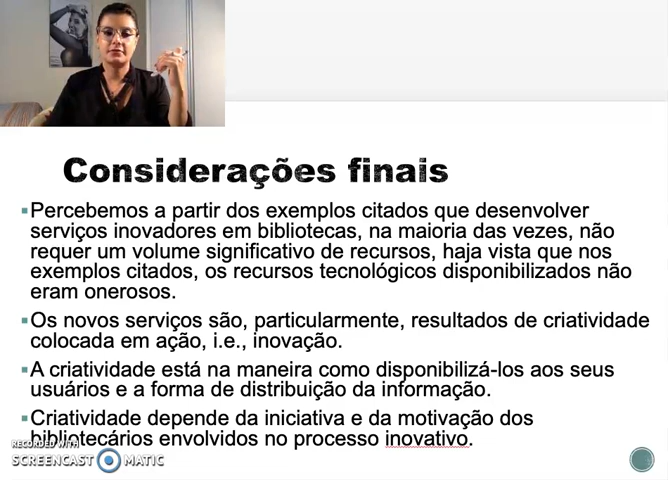 Considerações finais
Percebemos a partir dos exemplos citados que desenvolver
serviços inovadores em bibliotecas, na maioria das vezes, não
requer um volume significativo de recursos, haja vista que nos
exemplos citados, os recursos tecnológicos disponibilizados não
eram onerosos.
Os novos serviços são, particularmente, resultados de criatividade
colocada em ação, i.e., inovação.
A criatividade está na maneira como disponibilizá-los aos seus
usuários e a forma de distribuição da informação.
Criatividade depende da iniciativa e da motivação dos
bibliotecários envolvidos no processo inovativo.
RECORDED WITH
SCREENCAST MATIC